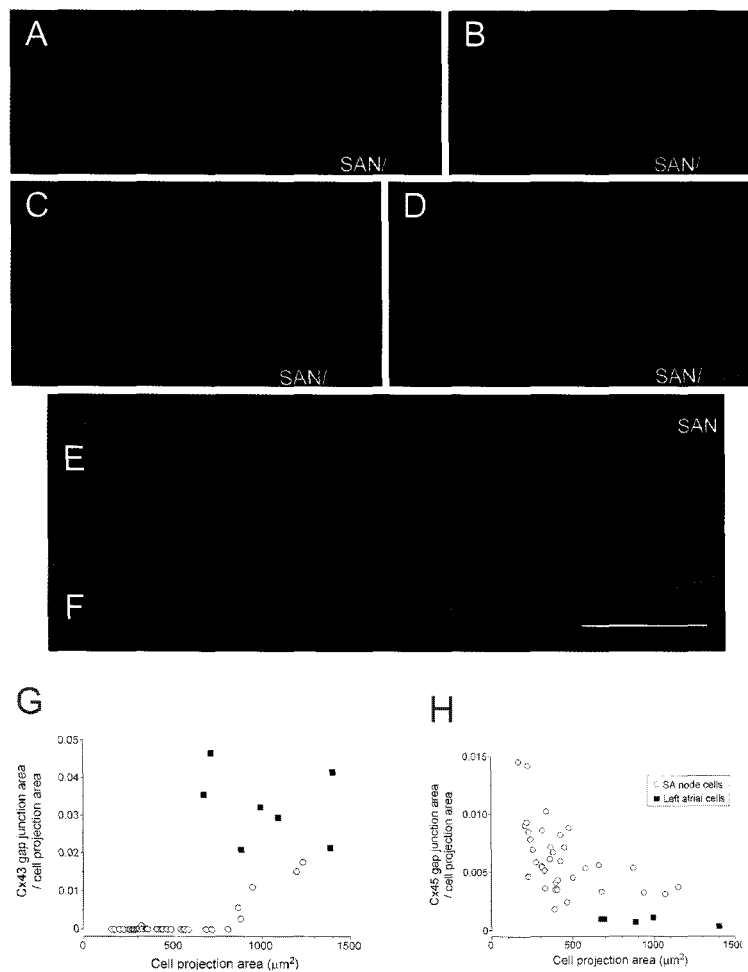 A
B
SAN/
SAN/
C
D
SAN/
SAN/
SAN
E
F
G
H
Cx43 gap junction area
/ cell projection area
0.05
0.04
0.03
0.02
0.01
0
0
500
1000
1500
Cell projection area (μm²)
Cx45 gap junction area
/ cell projection area
0.015
0.010
0.005
0
0
500
1000
1500
Cell projection area (μm²)
SA node cells
Left atrial cells